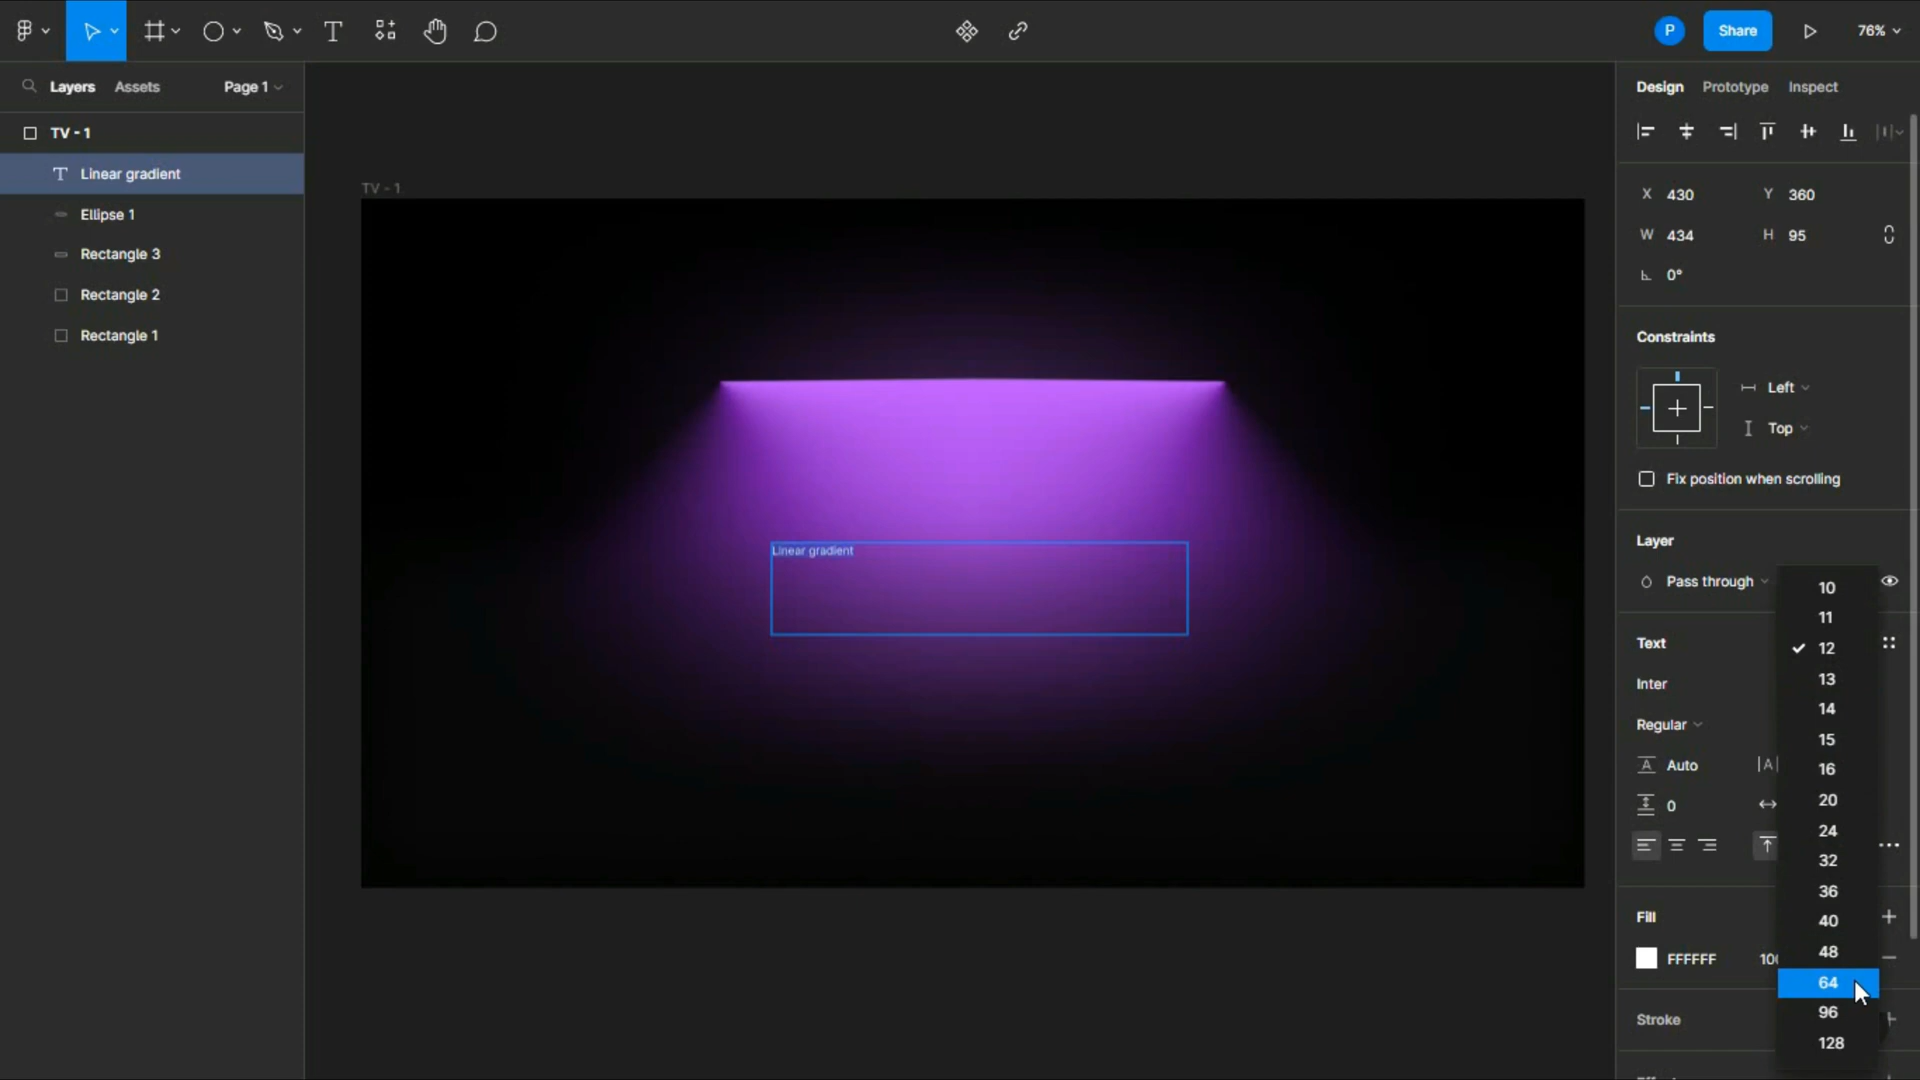 P
Share
76%
Layers
Assets
Page 1
Design
Prototype
Inspect
TV - 1
Linear gradient
Ellipse 1
Rectangle 3
Rectangle 2
Rectangle 1
TV - 1
Linear gradient
X 430
Y 360
W 434
H 95
0°
Constraints
Left
Top
Fix position when scrolling
Layer
Pass through
Text
Inter
Regular
A Auto
|A|
0
Fill
FFFFFF
Stroke
10
11
12
13
14
15
16
20
24
32
36
40
48
64
96
128